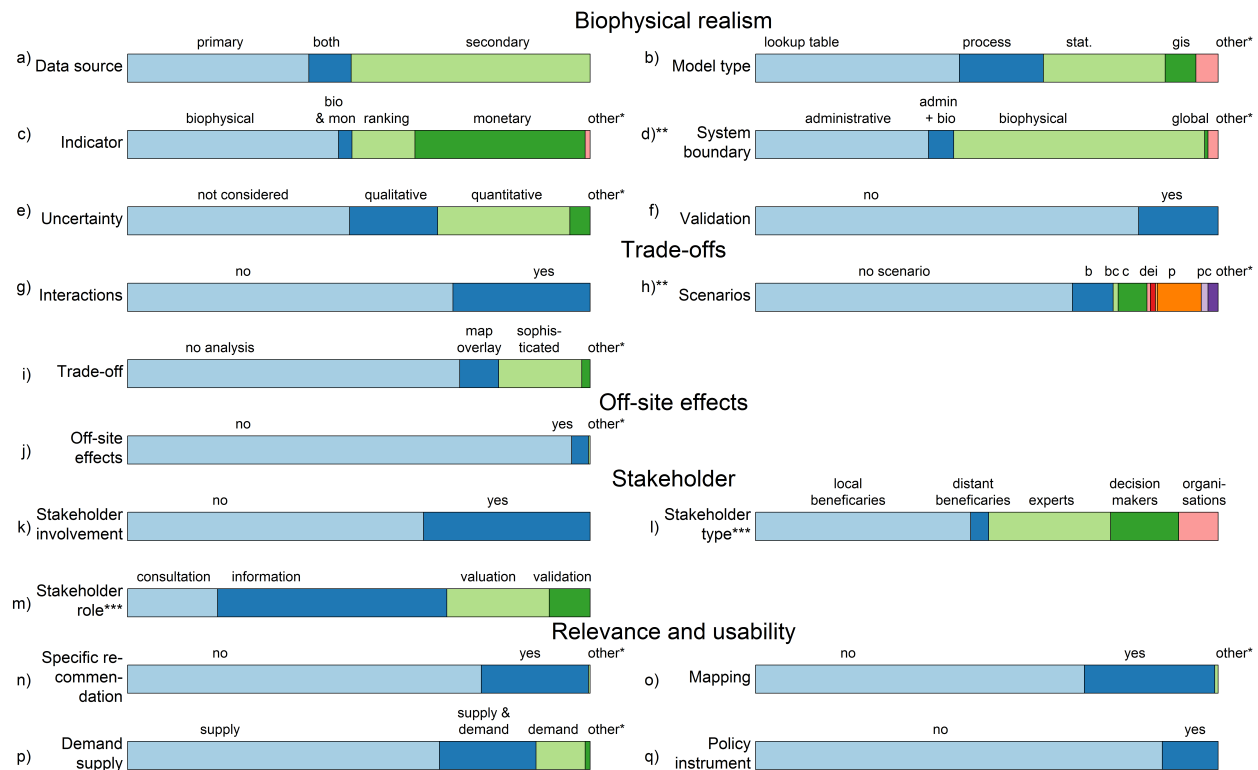 Biophysical realism
primary both secondary
a) Data source
lookup table process stat. gis other*
b) Model type
bio
biophysical & mon ranking monetary other*
c) Indicator
admin
administrative + bio biophysical global other*
d)** System
boundary
not considered qualitative quantitative other*
e) Uncertainty
no yes
f) Validation
Trade-offs
no yes
g) Interactions
no scenario b bc c dei p pc other*
h)** Scenarios
map sophis-
no analysis overlay ticated other*
i) Trade-off
Off-site effects
no yes other*
j) Off-site
effects
Stakeholder
no yes
k) Stakeholder
involvement
local distant decision organi-
beneficaries beneficaries experts makers sations
l) Stakeholder
type***
consultation information valuation validation
m) Stakeholder
role***
Relevance and usability
no yes other*
n) Specific re-
commen-
dation
no yes other*
o) Mapping
supply &
supply demand demand other*
p) Demand
supply
no yes
q) Policy
instrument